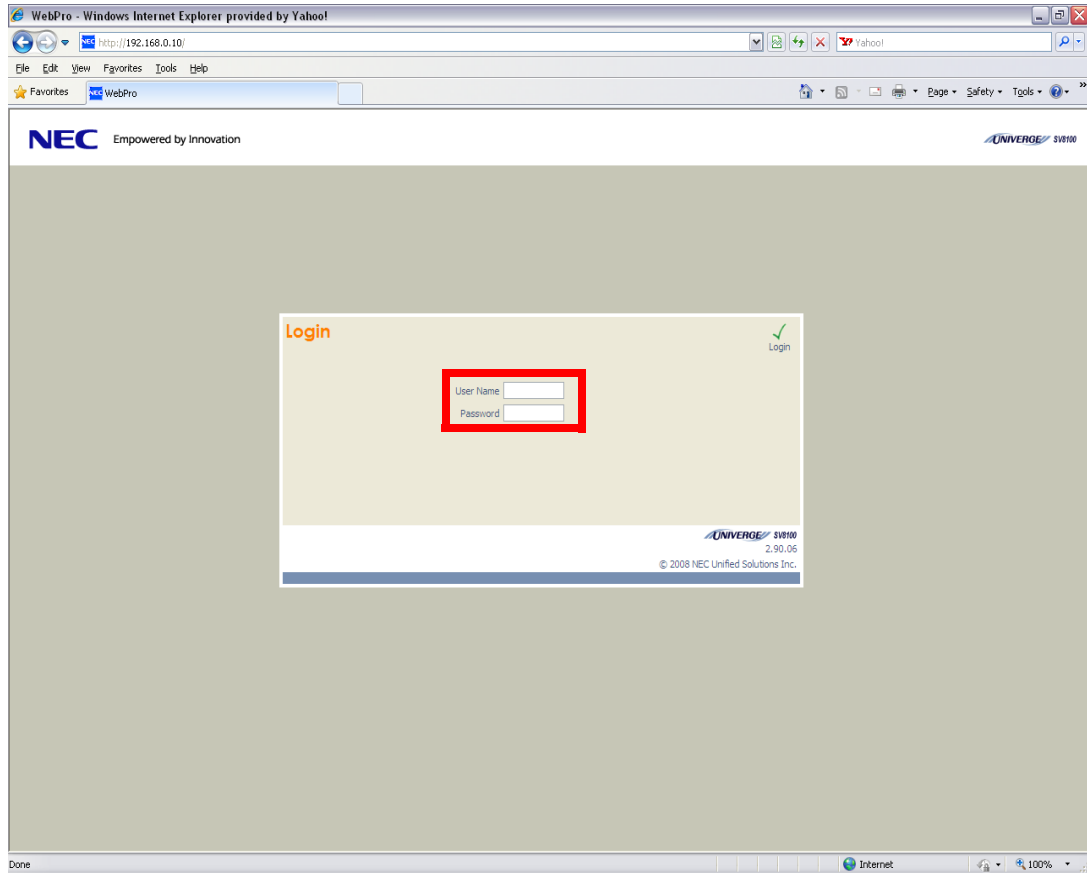 WebPro - Windows Internet Explorer provided by Yahoo!
NEC http://192.168.0.10/ Yahoo!
File Edit View Favorites Tools Help
Favorites NEC WebPro Page Safety Tools »
NEC Empowered by Innovation UNIVERGE SV8100
Login
Login
User Name
Password
UNIVERGE SV8100
2.90.06
© 2008 NEC Unified Solutions Inc.
Done Internet 100%